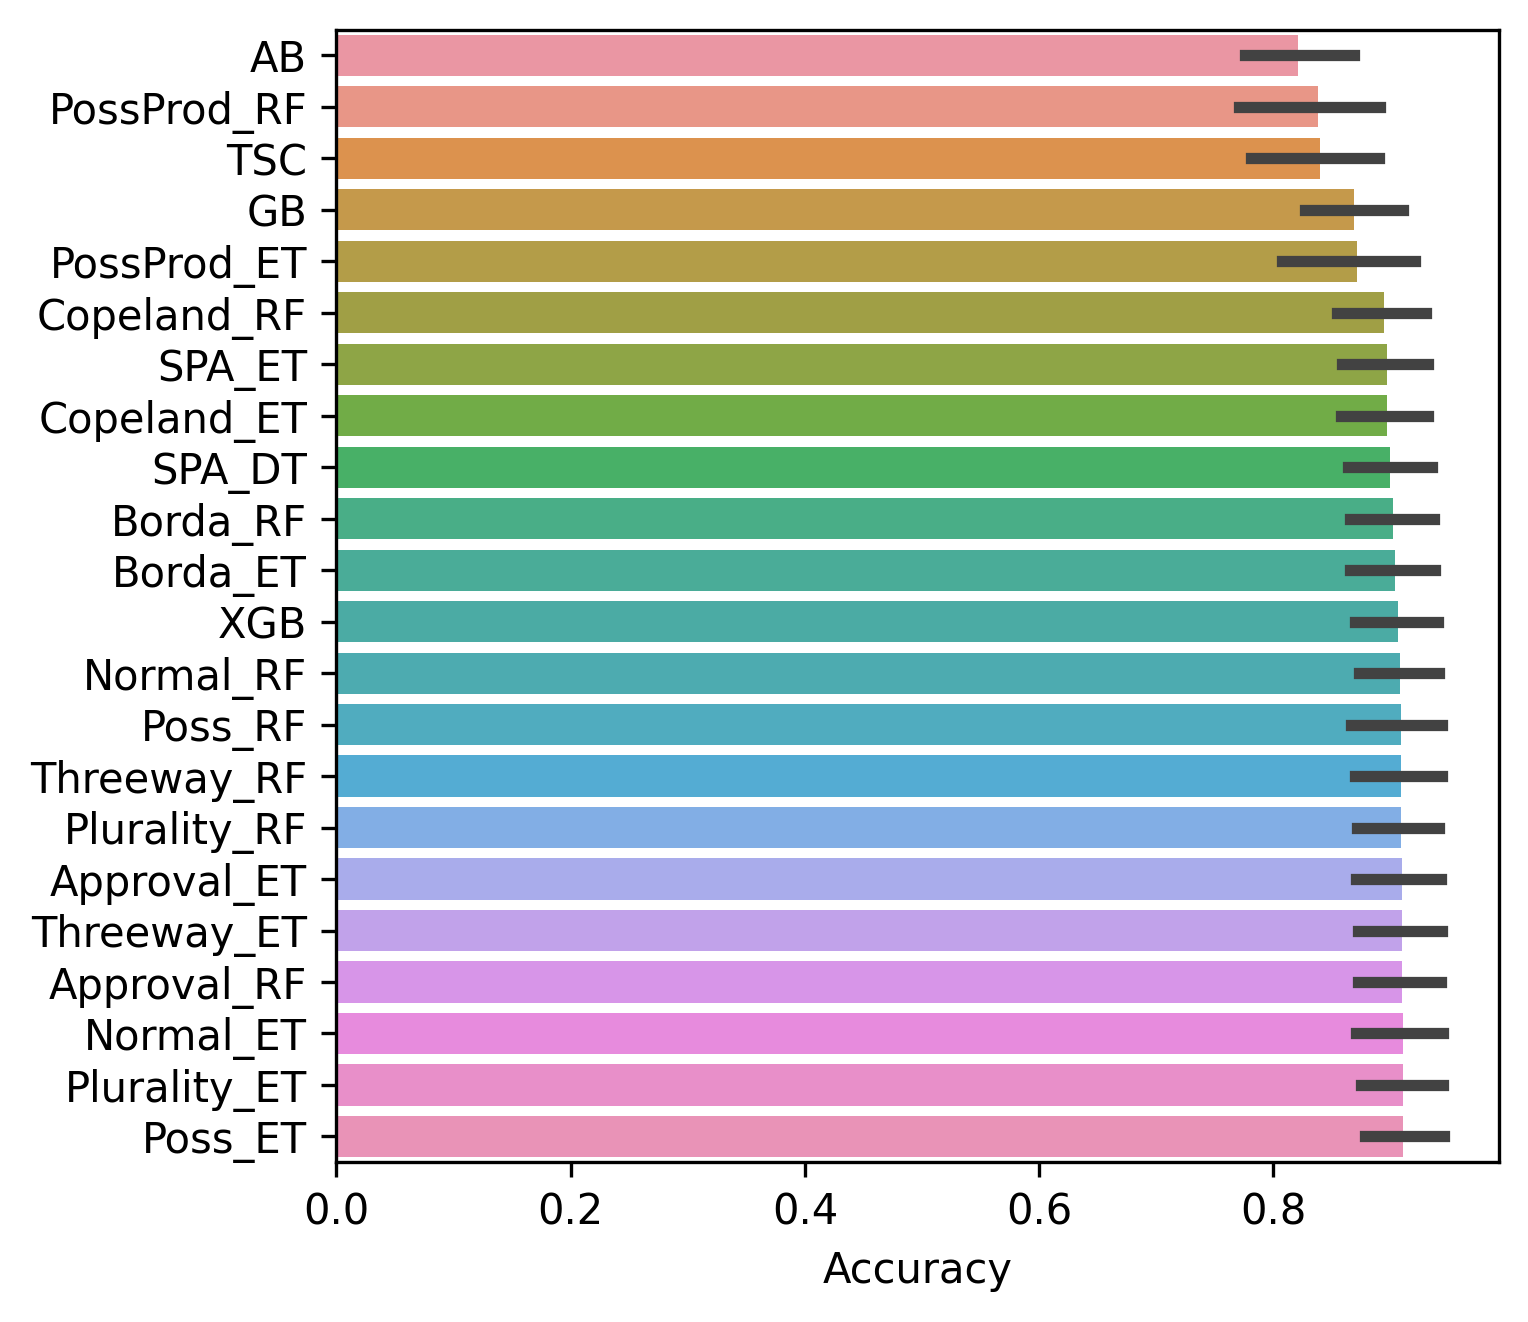 AB
PossProd_RF
TSC
GB
PossProd_ET
Copeland_RF
SPA_ET
Copeland_ET
SPA_DT
Borda_RF
Borda_ET
XGB
Normal_RF
Poss_RF
Threeway_RF
Plurality_RF
Approval_ET
Threeway_ET
Approval_RF
Normal_ET
Plurality_ET
Poss_ET
0.0 0.2 0.4 0.6 0.8
Accuracy